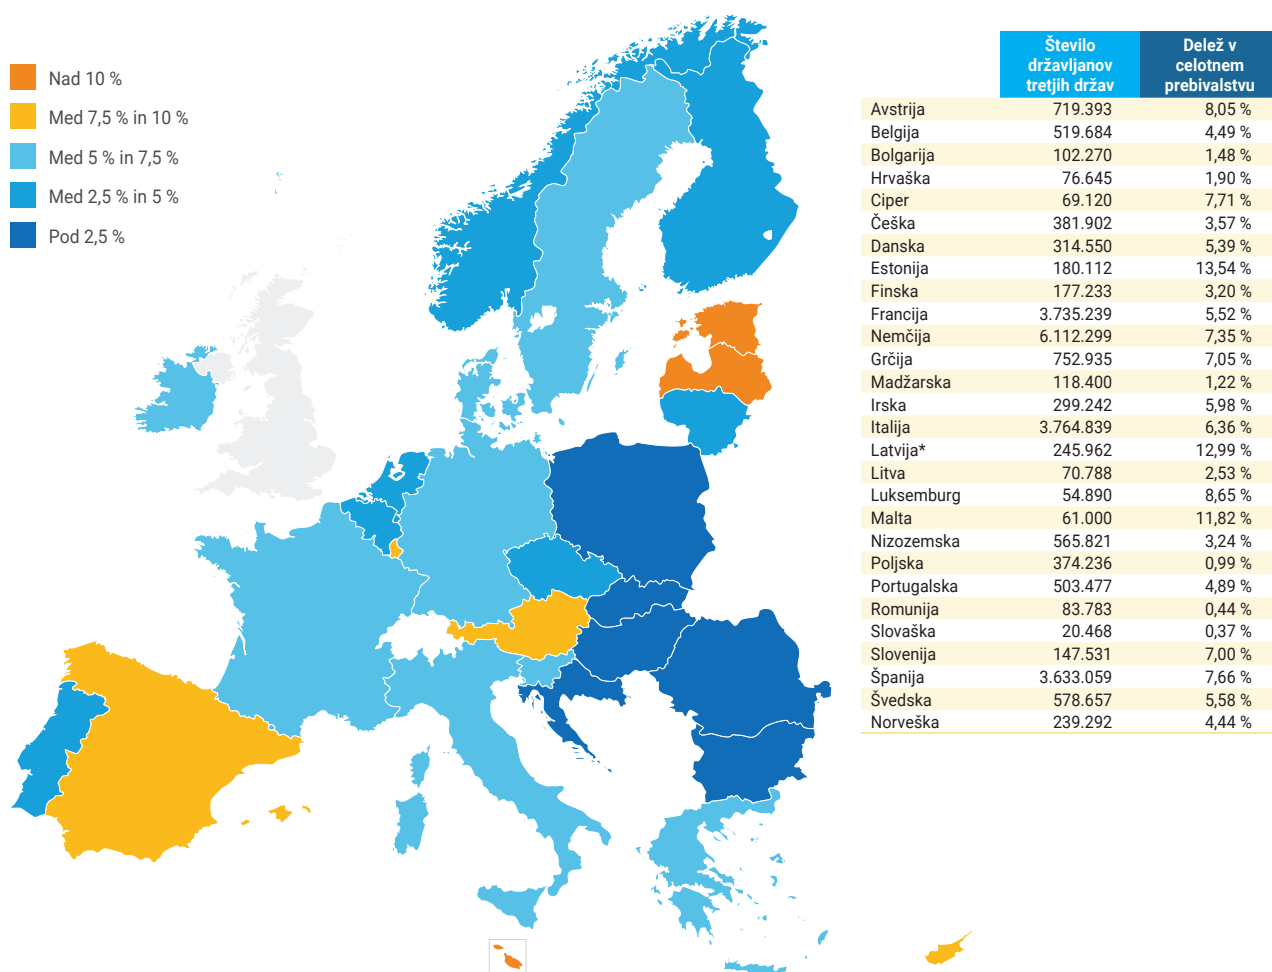 Nad 10 %
Med 7,5 % in 10 %
Med 5 % in 7,5 %
Med 2,5 % in 5 %
Pod 2,5 %
Število državljanov tretjih držav Delež v celotnem prebivalstvu
Avstrija 719.393 8,05 %
Belgija 519.684 4,49 %
Bolgarija 102.270 1,48 %
Hrvaška 76.645 1,90 %
Ciper 69.120 7,71 %
Češka 381.902 3,57 %
Danska 314.550 5,39 %
Estonija 180.112 13,54 %
Finska 177.233 3,20 %
Francija 3.735.239 5,52 %
Nemčija 6.112.299 7,35 %
Grčija 752.935 7,05 %
Madžarska 118.400 1,22 %
Irska 299.242 5,98 %
Italija 3.764.839 6,36 %
Latvija* 245.962 12,99 %
Litva 70.788 2,53 %
Luksemburg 54.890 8,65 %
Malta 61.000 11,82 %
Nizozemska 565.821 3,24 %
Poljska 374.236 0,99 %
Portugalska 503.477 4,89 %
Romunija 83.783 0,44 %
Slovaška 20.468 0,37 %
Slovenija 147.531 7,00 %
Španija 3.633.059 7,66 %
Švedska 578.657 5,58 %
Norveška 239.292 4,44 %